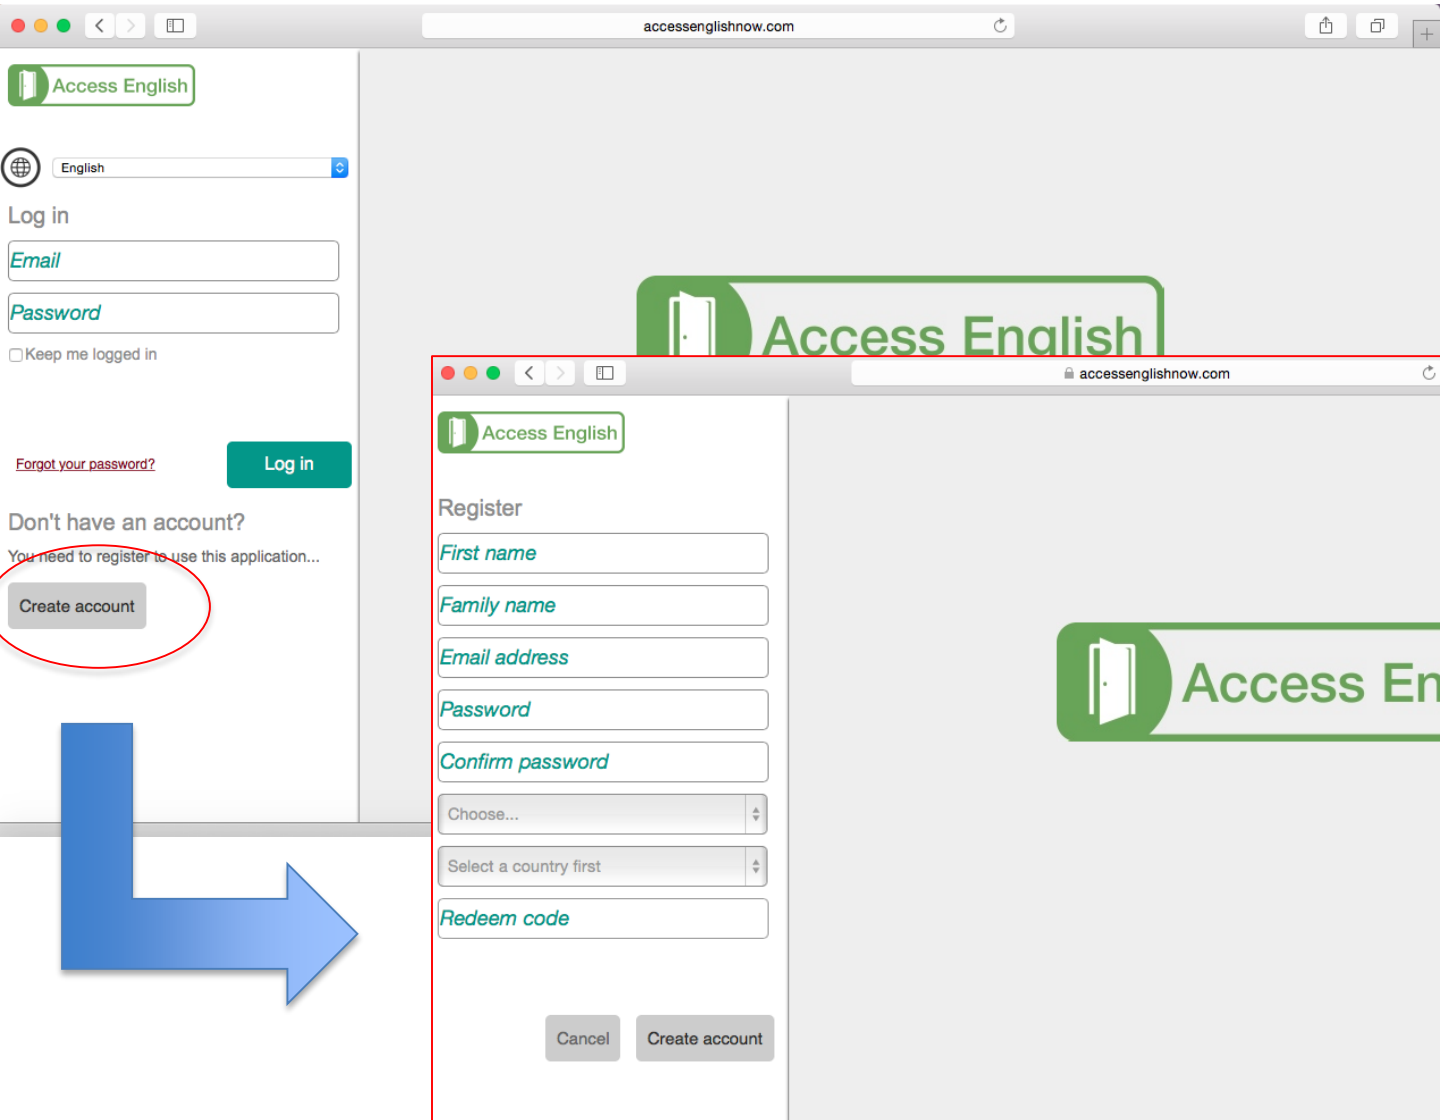 accessenglishnow.com
Access English
English
Log in
Email
Password
Keep me logged in
Forgot your password?
Log in
Don't have an account?
You need to register to use this application...
Create account
Access English
accessenglishnow.com
Access English
Register
First name
Family name
Email address
Password
Confirm password
Choose...
Select a country first
Redeem code
Cancel
Create account
Access En